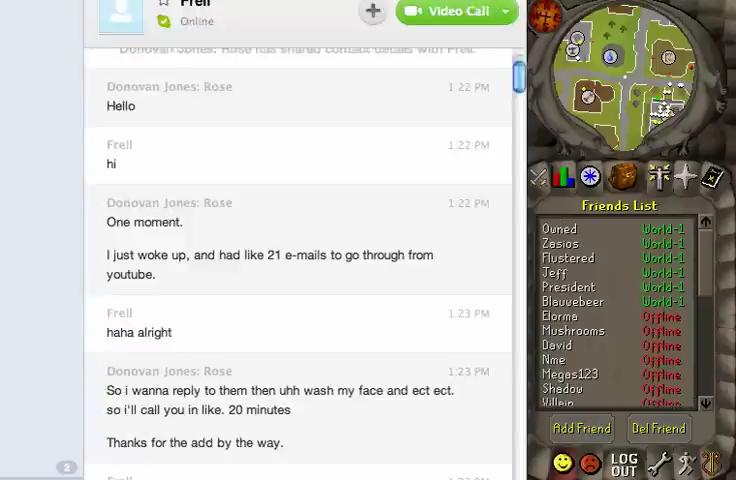 Frell
Online
Video Call
Donovan Jones: Rose has shared contact details with Frell.
Donovan Jones: Rose 1:22 PM
Hello
Frell 1:22 PM
hi
Donovan Jones: Rose 1:22 PM
One moment.
I just woke up, and had like 21 e-mails to go through from
youtube.
Frell 1:23 PM
haha alright
Donovan Jones: Rose 1:23 PM
So i wanna reply to them then uhh wash my face and ect ect.
so i'll call you in like. 20 minutes
Thanks for the add by the way.
2
Friends List
Owned World-1
Zasios World-1
Flustered World-1
Jeff World-1
President World-1
Blauwebeer World-1
Elorma Offline
Mushrooms Offline
David Offline
Nme Offline
Megas123 Offline
Shadow Offline
Villain Offline
Add Friend Del Friend
LOG
OUT